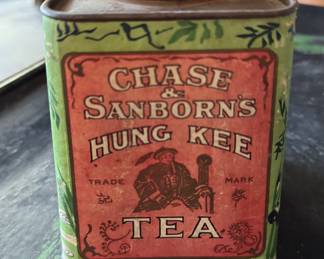 CHASE
&
SANBORN'S
HUNG KEE
TRADE MARK
TEA